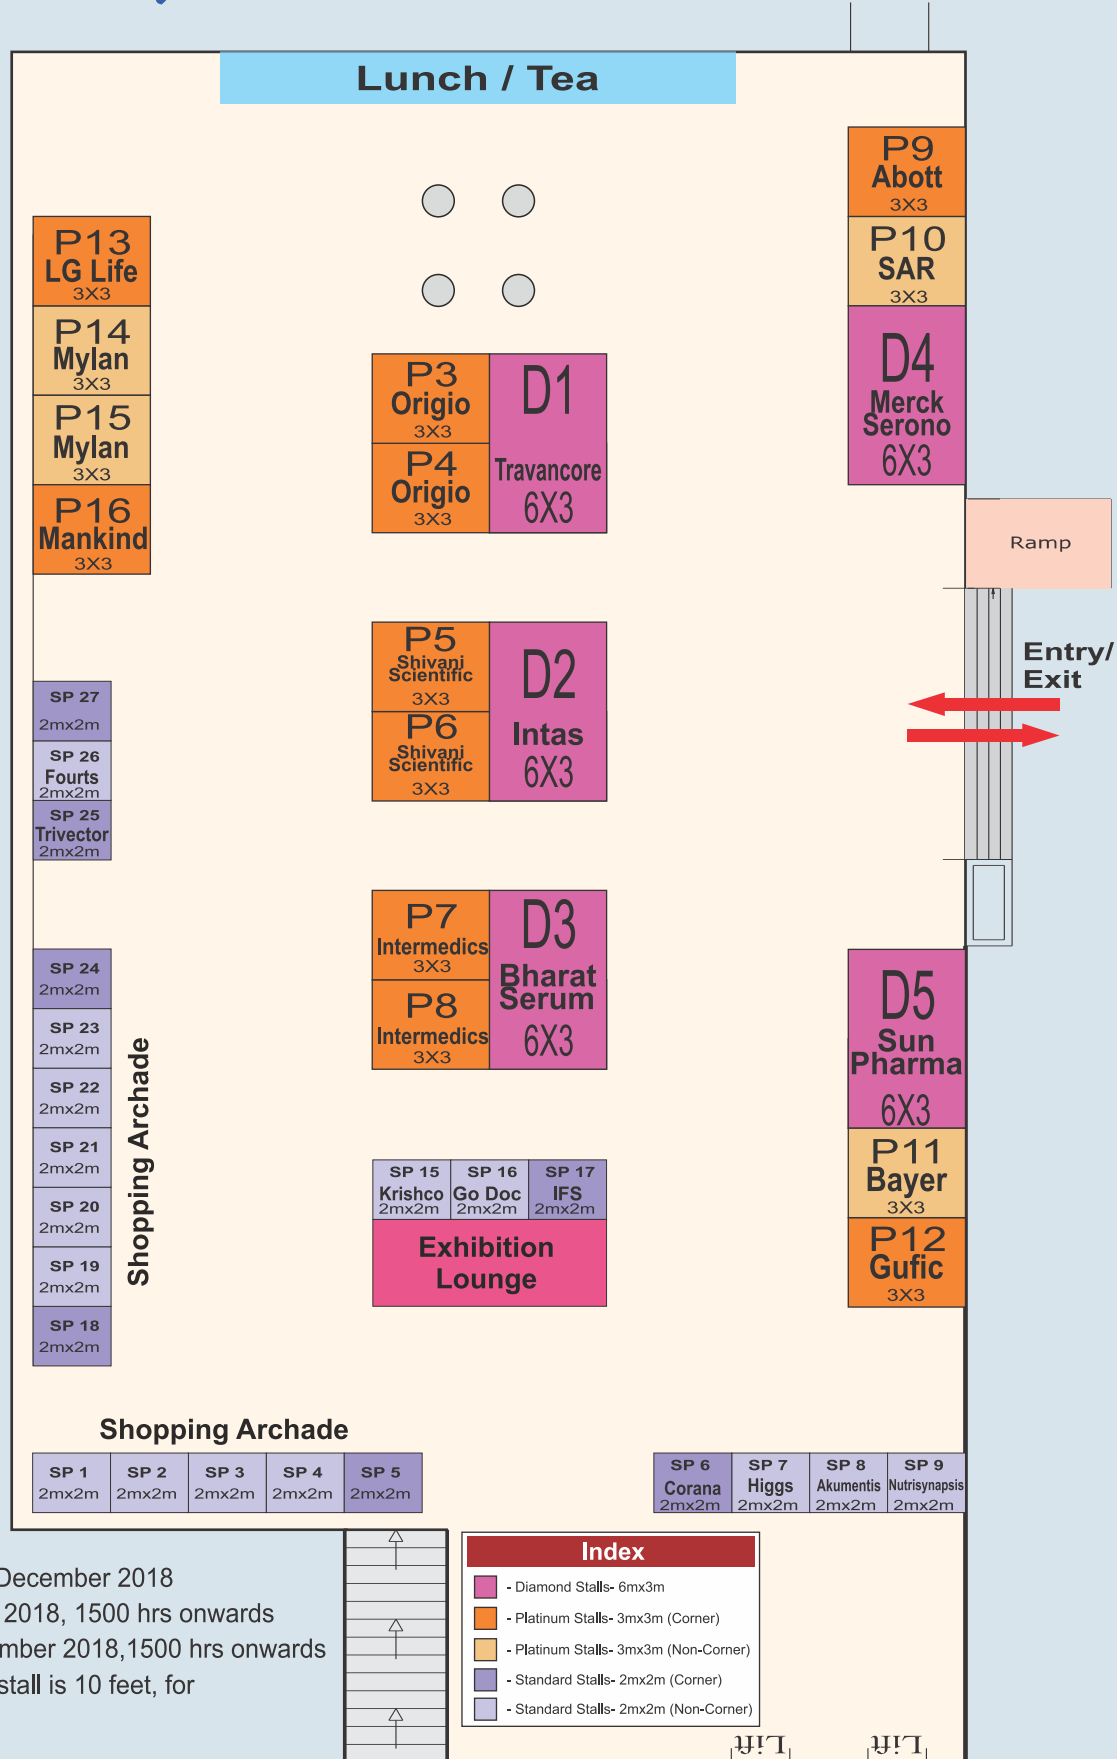 Lunch / Tea
P9
Abott
3X3
P10
SAR
3X3
D4
Merck
Serono
6X3
P13
LG Life
3X3
P14
Mylan
3X3
P15
Mylan
3X3
P16
Mankind
3X3
P3
Origio
3X3
P4
Origio
3X3
D1
Travancore
6X3
Ramp
Entry/
Exit
P5
Shivani
Scientific
3X3
P6
Shivani
Scientific
3X3
D2
Intas
6X3
SP 27
2mx2m
SP 26
Fourts
2mx2m
SP 25
Trivector
2mx2m
P7
Intermedics
3X3
P8
Intermedics
3X3
D3
Bharat
Serum
6X3
D5
Sun
Pharma
6X3
P11
Bayer
3X3
P12
Gufic
3X3
SP 24
2mx2m
SP 23
2mx2m
SP 22
2mx2m
SP 21
2mx2m
SP 20
2mx2m
SP 19
2mx2m
SP 18
2mx2m
Shopping Archade
SP 15
Krishco
2mx2m
SP 16
Go Doc
2mx2m
SP 17
IFS
2mx2m
Exhibition
Lounge
Shopping Archade
SP 1
2mx2m
SP 2
2mx2m
SP 3
2mx2m
SP 4
2mx2m
SP 5
2mx2m
SP 6
Corana
2mx2m
SP 7
Higgs
2mx2m
SP 8
Akumentis
2mx2m
SP 9
Nutrisynapsis
2mx2m
December 2018
2018, 1500 hrs onwards
mber 2018,1500 hrs onwards
stall is 10 feet, for
Index
- Diamond Stalls- 6mx3m
- Platinum Stalls- 3mx3m (Corner)
- Platinum Stalls- 3mx3m (Non-Corner)
- Standard Stalls- 2mx2m (Corner)
- Standard Stalls- 2mx2m (Non-Corner)
Lift
Lift